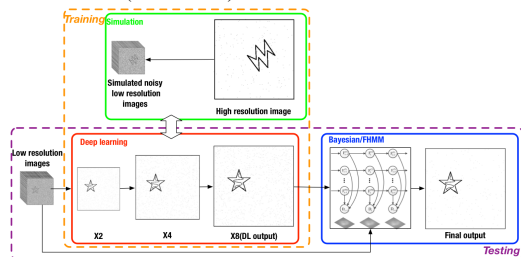 Training
Simulation
Simulated noisy
low resolution
images
High resolution image
Low resolution
images
Deep learning
X2
X4
X8(DL output)
Bayesian/FHMM
Final output
Testing